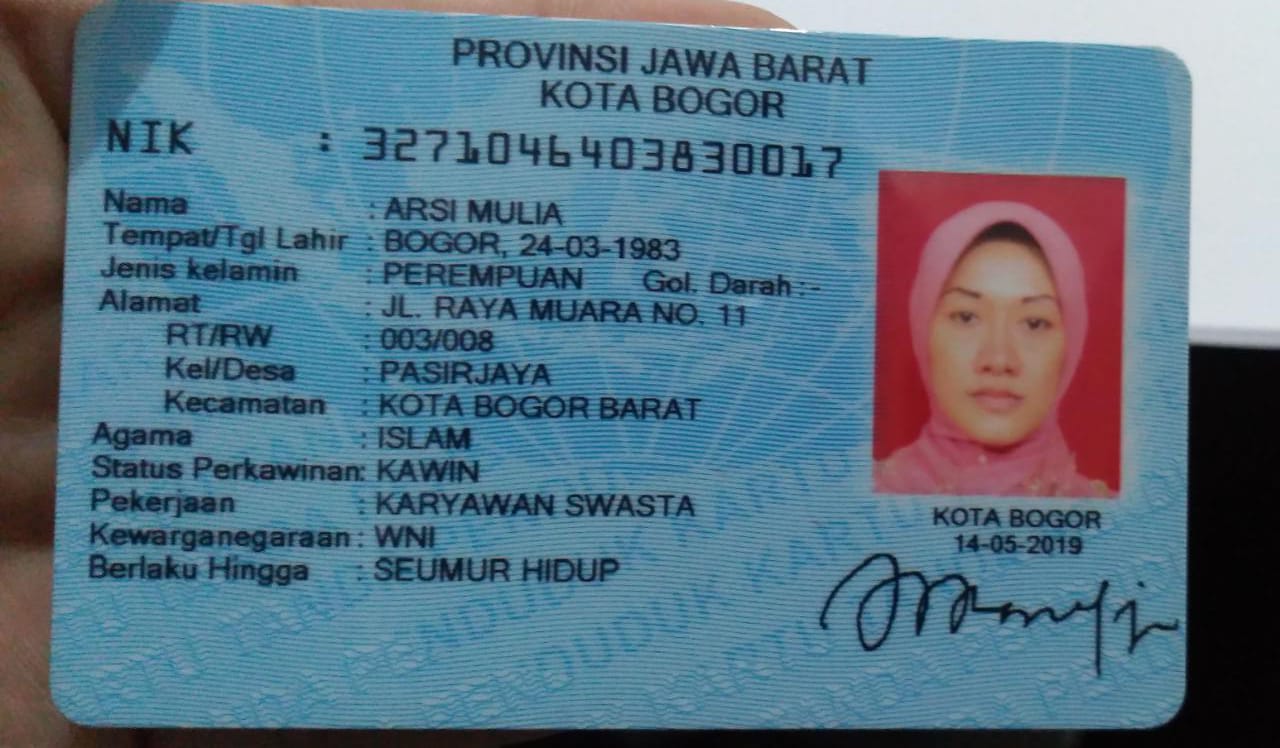 PROVINSI JAWA BARAT
KOTA BOGOR
NIK : 3271046403830017
Nama : ARSI MULIA
Tempat/Tgl Lahir : BOGOR, 24-03-1983
Jenis kelamin : PEREMPUAN Gol. Darah :-
Alamat : JL. RAYA MUARA NO. 11
RT/RW : 003/008
Kel/Desa : PASIRJAYA
Kecamatan : KOTA BOGOR BARAT
Agama : ISLAM
Status Perkawinan: KAWIN
Pekerjaan : KARYAWAN SWASTA
Kewarganegaraan : WNI
Berlaku Hingga : SEUMUR HIDUP
KOTA BOGOR
14-05-2019